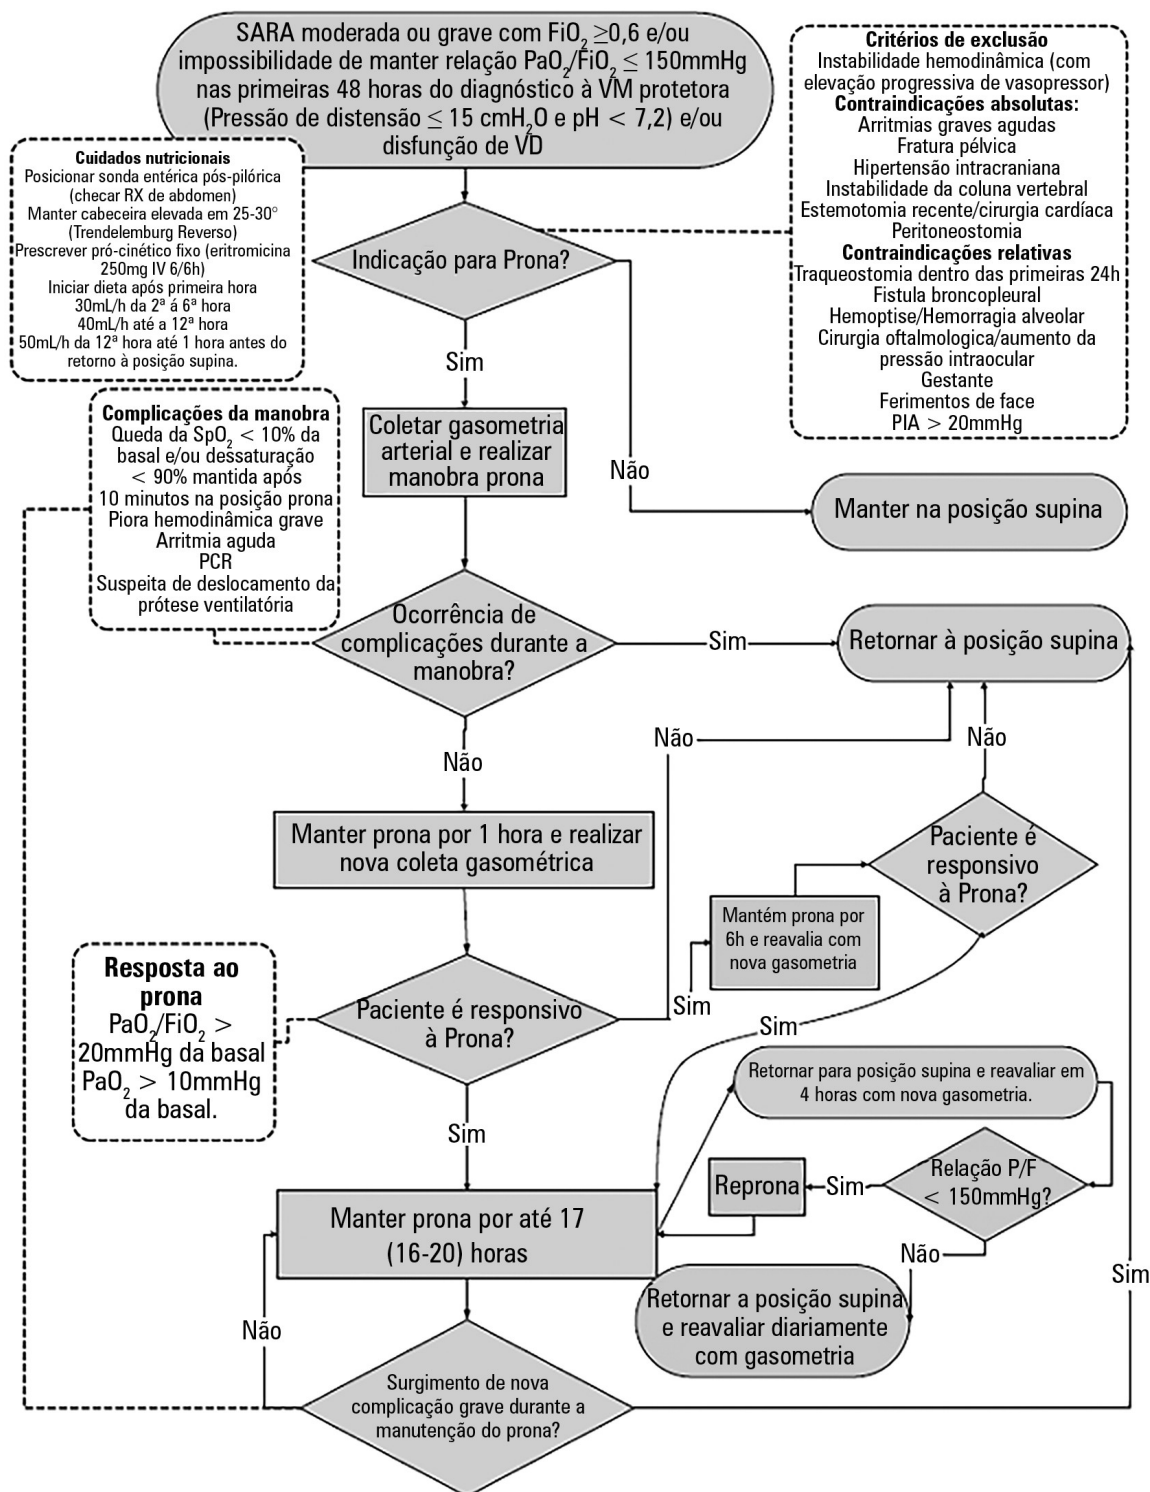 SARA moderada ou grave com FiO2 ≥0,6 e/ou
impossibilidade de manter relação PaO2/FiO2 ≤ 150mmHg
nas primeiras 48 horas do diagnóstico à VM protetora
(Pressão de distensão ≤ 15 cmH2O e pH < 7,2) e/ou
disfunção de VD
Critérios de exclusão
Instabilidade hemodinâmica (com
elevação progressiva de vasopressor)
Contraindicações absolutas:
Arritmias graves agudas
Fratura pélvica
Hipertensão intracraniana
Instabilidade da coluna vertebral
Estemotomia recente/cirurgia cardíaca
Peritoneostomia
Contraindicações relativas
Traqueostomia dentro das primeiras 24h
Fistula broncopleural
Hemoptise/Hemorragia alveolar
Cirurgia oftalmologica/aumento da
pressão intraocular
Gestante
Ferimentos de face
PIA > 20mmHg
Cuidados nutricionais
Posicionar sonda entérica pós-pilórica
(checar RX de abdomen)
Manter cabeceira elevada em 25-30°
(Trendelemburg Reverso)
Prescrever pró-cinético fixo (eritromicina
250mg IV 6/6h)
Iniciar dieta após primeira hora
30mL/h da 2ª á 6ª hora
40mL/h até a 12ª hora
50mL/h da 12ª hora até 1 hora antes do
retorno à posição supina.
Indicação para Prona?
Sim
Não
Coletar gasometria
arterial e realizar
manobra prona
Manter na posição supina
Complicações da manobra
Queda da SpO2 < 10% da
basal e/ou dessaturação
< 90% mantida após
10 minutos na posição prona
Piora hemodinâmica grave
Arritmia aguda
PCR
Suspeita de deslocamento da
prótese ventilatória
Ocorrência de
complicações durante a
manobra?
Sim
Retornar à posição supina
Não
Não
Não
Manter prona por 1 hora e realizar
nova coleta gasométrica
Paciente é
responsivo
à Prona?
Mantém prona por
6h e reavalia com
nova gasometria
Resposta ao
prona
PaO2/FiO2 >
20mmHg da basal
PaO2 > 10mmHg
da basal.
Paciente é responsivo
à Prona?
Sim
Sim
Sim
Retornar para posição supina e reavaliar em
4 horas com nova gasometria.
Relação P/F
< 150mmHg?
Sim
Reprona
Manter prona por até 17
(16-20) horas
Não
Sim
Retornar a posição supina
e reavaliar diariamente
com gasometria
Não
Surgimento de nova
complicação grave durante a
manutenção do prona?